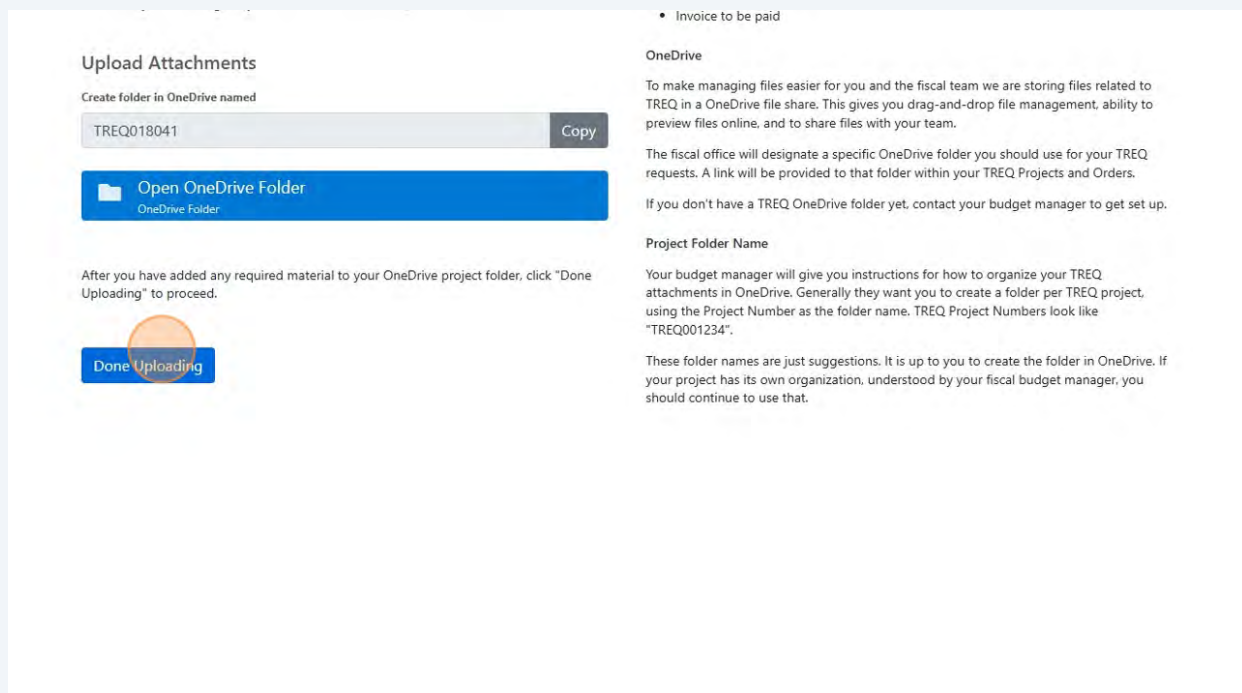 Upload Attachments
Create folder in OneDrive named
TREQ018041
Copy
Open OneDrive Folder
OneDrive Folder
After you have added any required material to your OneDrive project folder, click "Done
Uploading" to proceed.
Done Uploading
• Invoice to be paid
OneDrive
To make managing files easier for you and the fiscal team we are storing files related to
TREQ in a OneDrive file share. This gives you drag-and-drop file management, ability to
preview files online, and to share files with your team.
The fiscal office will designate a specific OneDrive folder you should use for your TREQ
requests. A link will be provided to that folder within your TREQ Projects and Orders.
If you don't have a TREQ OneDrive folder yet, contact your budget manager to get set up.
Project Folder Name
Your budget manager will give you instructions for how to organize your TREQ
attachments in OneDrive. Generally they want you to create a folder per TREQ project,
using the Project Number as the folder name. TREQ Project Numbers look like
"TREQ001234".
These folder names are just suggestions. It is up to you to create the folder in OneDrive. If
your project has its own organization, understood by your fiscal budget manager, you
should continue to use that.